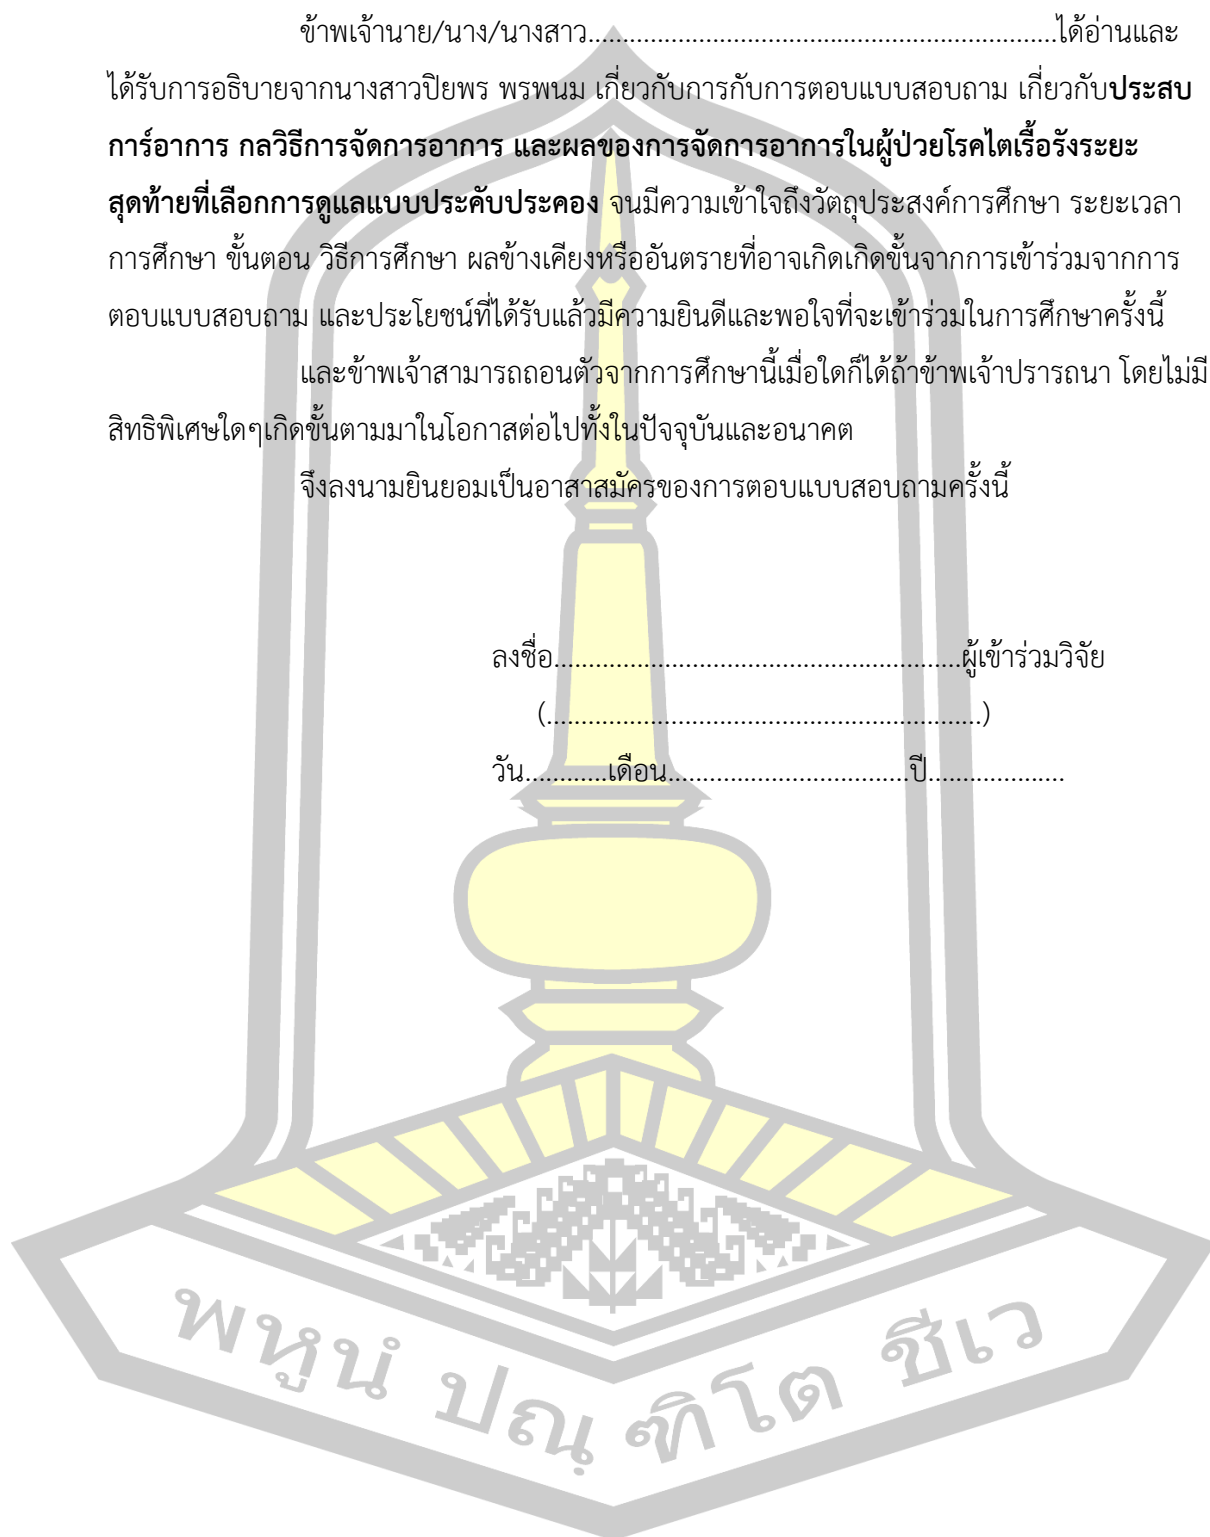 ข้าพเจ้านาย/นาง/นางสาว....................................................................ได้อ่านและ
ได้รับการอธิบายจากนางสาวปิยพร พรพนม เกี่ยวกับการกับการตอบแบบสอบถาม เกี่ยวกับประสบ
การ์อาการ กลวิธีการจัดการอาการ และผลของการจัดการอาการในผู้ป่วยโรคไตเรื้อรังระยะ
สุดท้ายที่เลือกการดูแลแบบประคับประคอง จนมีความเข้าใจถึงวัตถุประสงค์การศึกษา ระยะเวลา
การศึกษา ขั้นตอน วิธีการศึกษา ผลข้างเคียงหรืออันตรายที่อาจเกิดเกิดขั้นจากการเข้าร่วมจากการ
ตอบแบบสอบถาม และประโยชน์ที่ได้รับแล้วมีความยินดีและพอใจที่จะเข้าร่วมในการศึกษาครั้งนี้
และข้าพเจ้าสามารถถอนตัวจากการศึกษานี้เมื่อใดก็ได้ถ้าข้าพเจ้าปรารถนา โดยไม่มี
สิทธิพิเศษใดๆเกิดขั้นตามมาในโอกาสต่อไปทั้งในปัจจุบันและอนาคต
จึงลงนามยินยอมเป็นอาสาสมัครของการตอบแบบสอบถามครั้งนี้
ลงชื่อ...........................................................ผู้เข้าร่วมวิจัย
(...............................................................)
วัน............เดือน...................................ปี....................
พหูนํ ปณฺ ฑิโต ชีเว